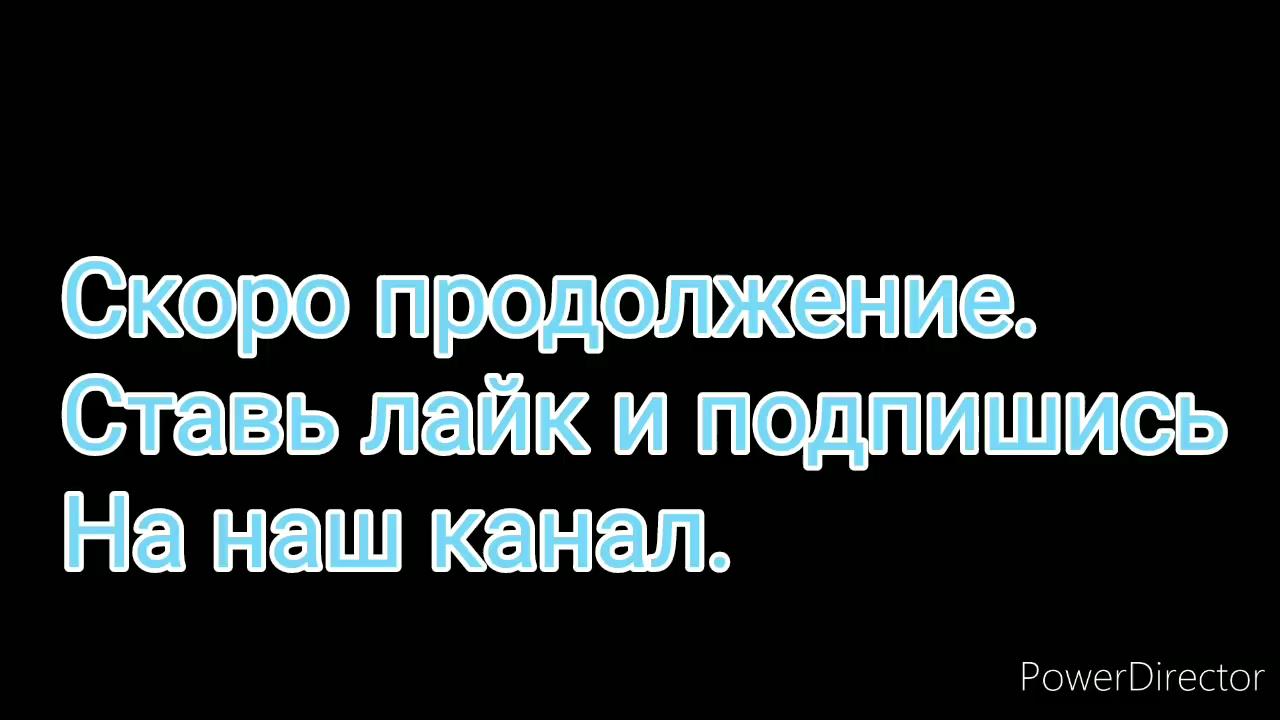 Скоро продолжение.
Ставь лайк и подпишись
На наш канал.
PowerDirector